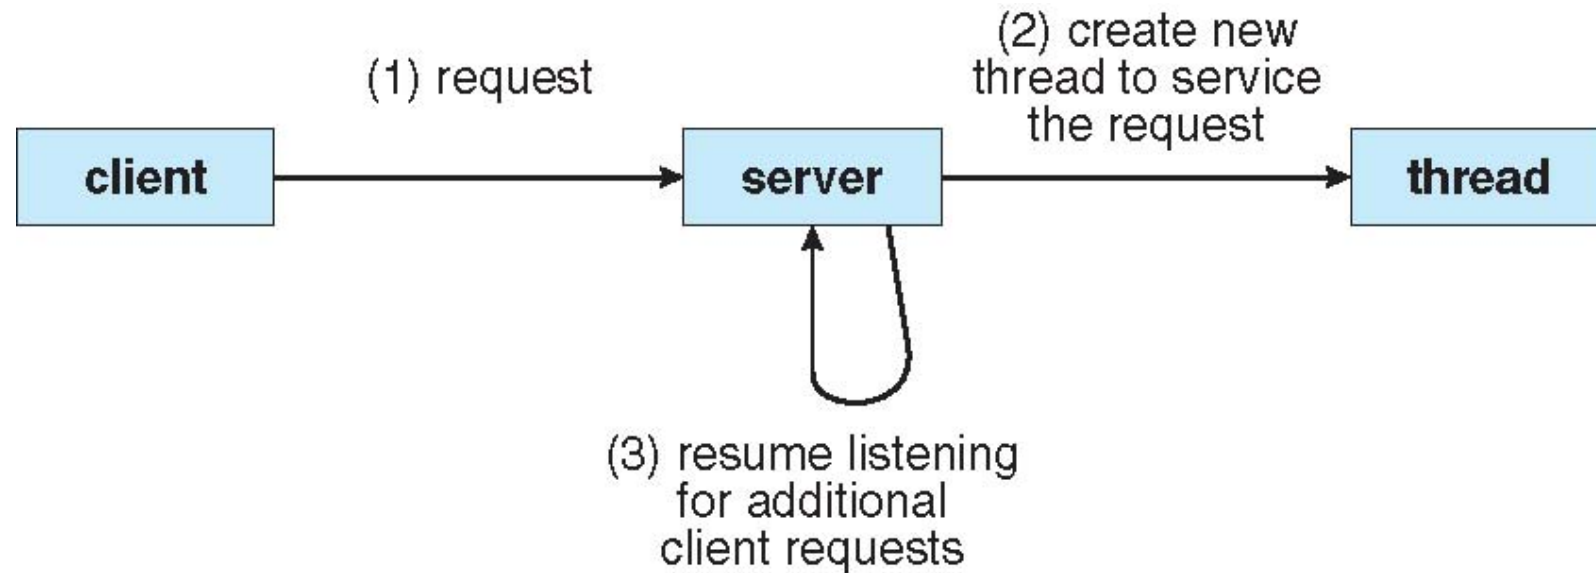 (1) request
(2) create new
thread to service
the request
client
server
thread
(3) resume listening
for additional
client requests